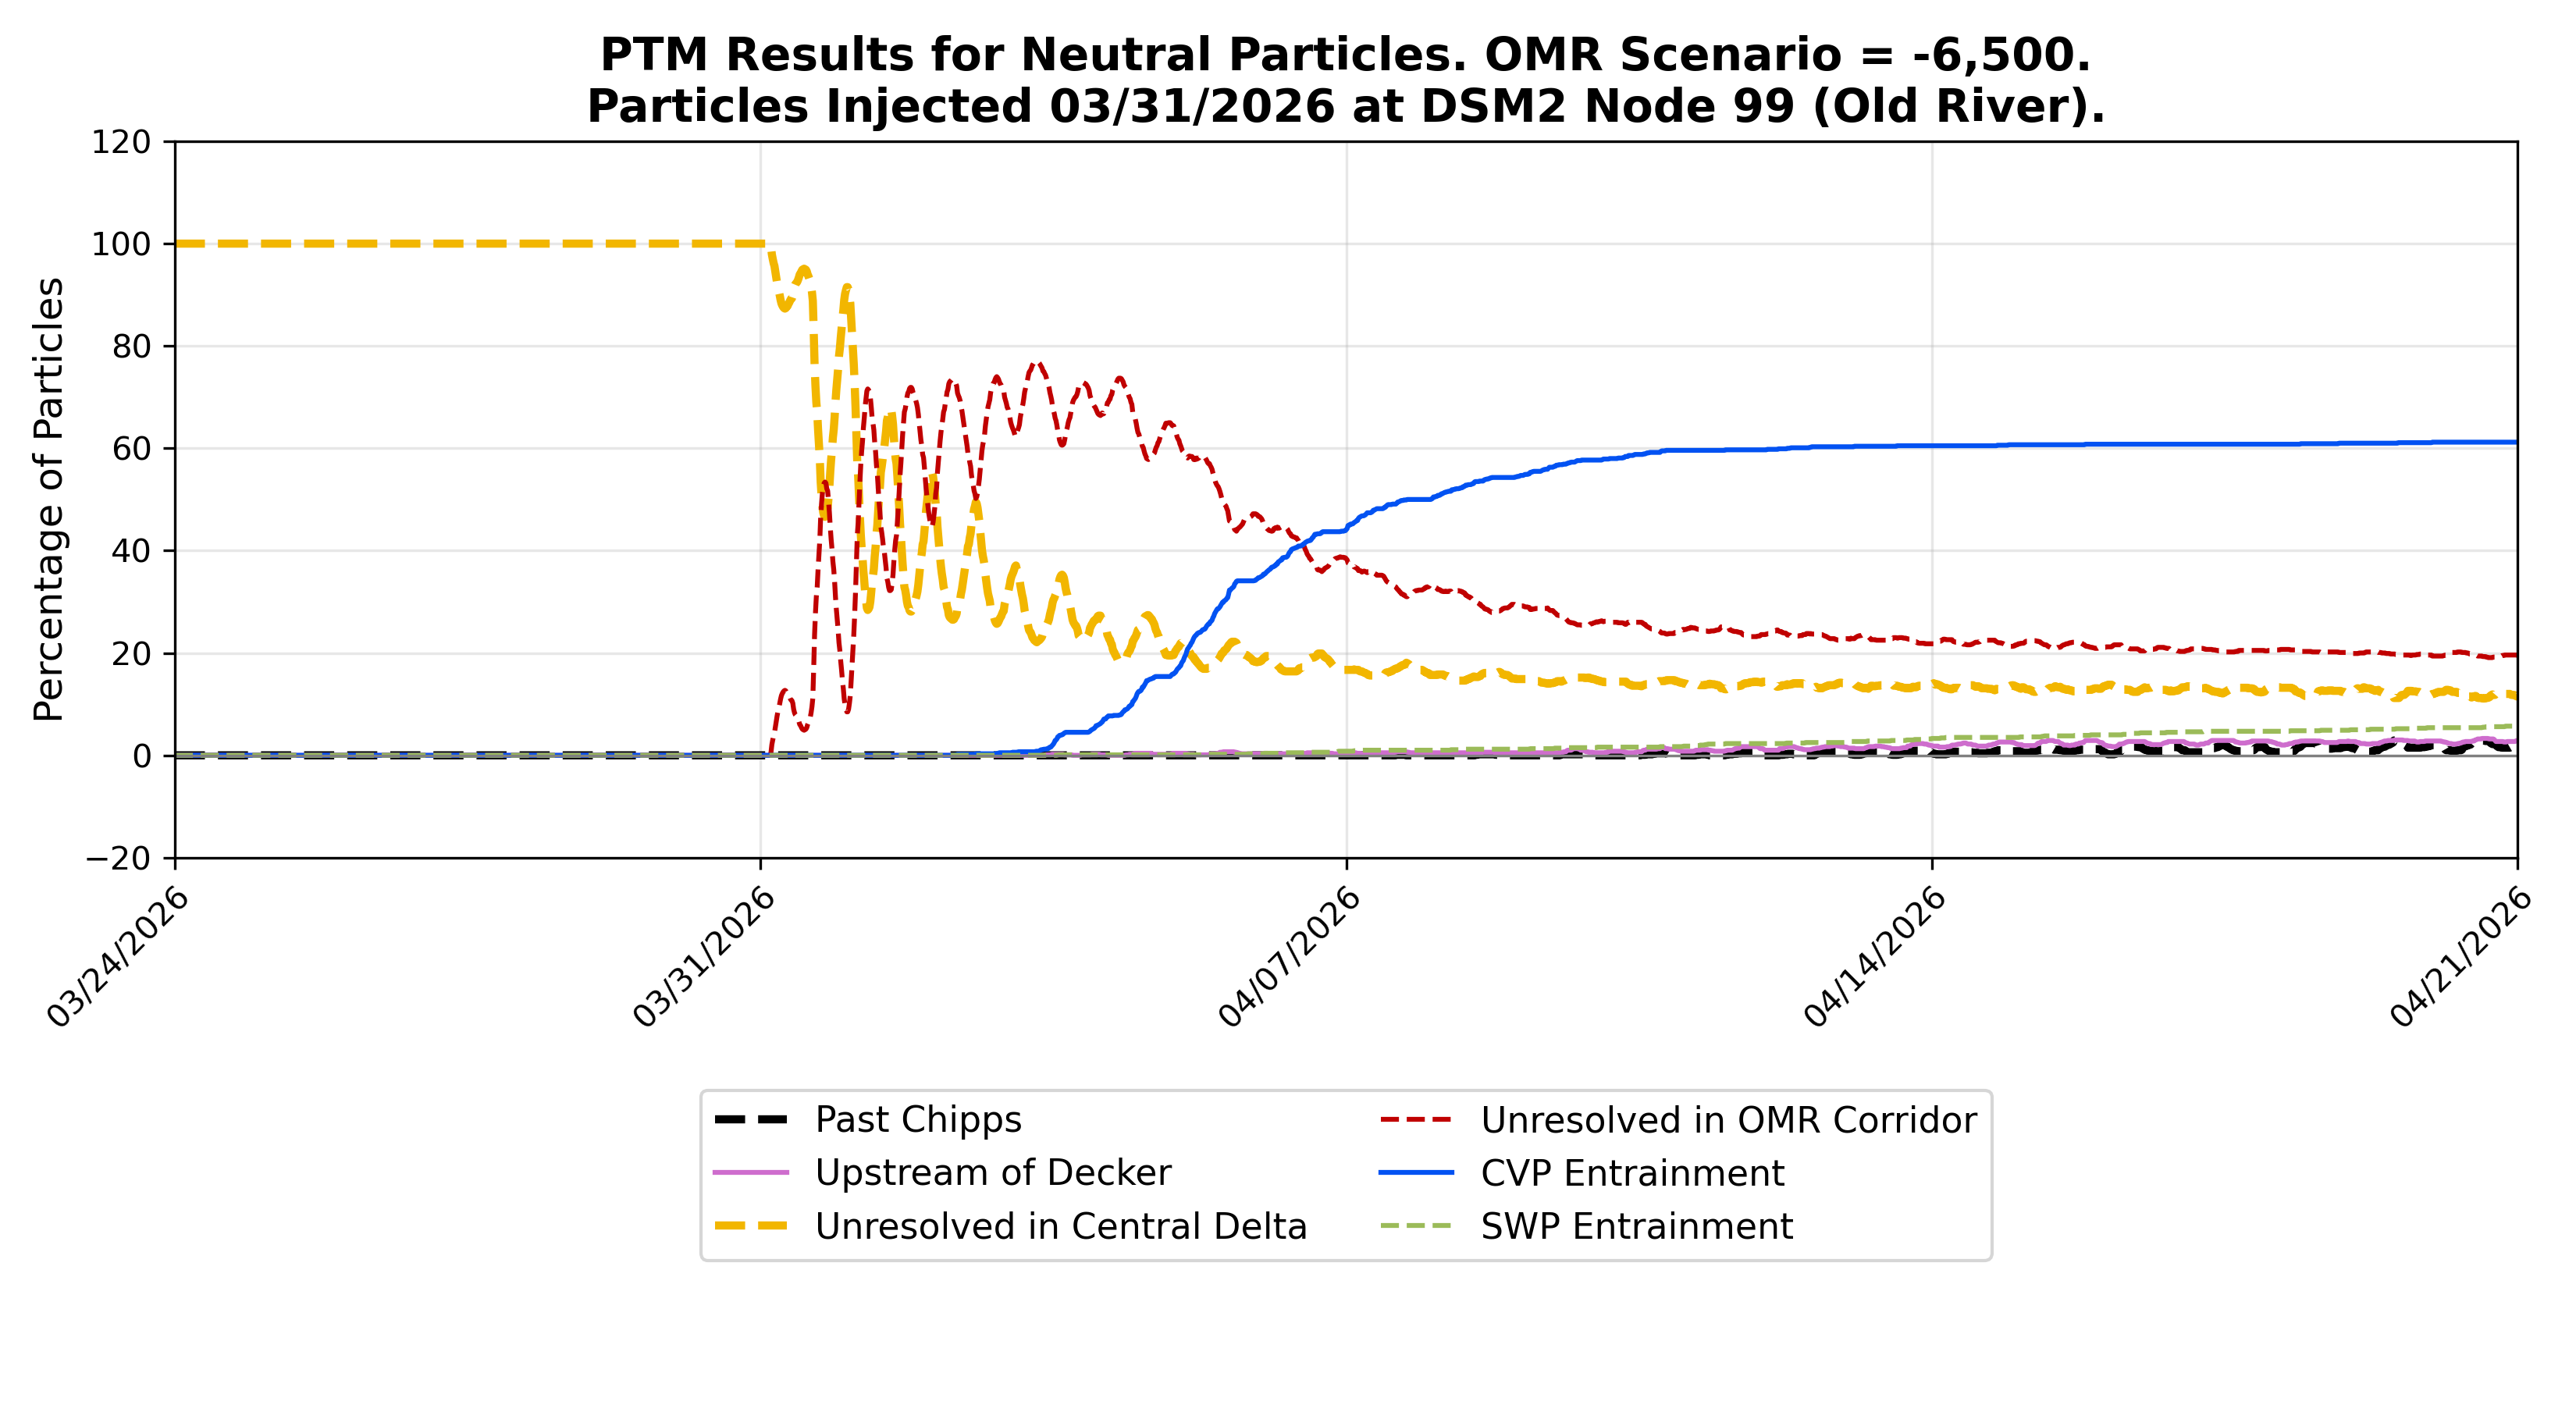 PTM Results for Neutral Particles. OMR Scenario = -6,500.
Particles Injected 03/31/2026 at DSM2 Node 99 (Old River).
Percentage of Particles
120
100
80
60
40
20
0
−20
03/24/2026
03/31/2026
04/07/2026
04/14/2026
04/21/2026
Past Chipps
Upstream of Decker
Unresolved in Central Delta
Unresolved in OMR Corridor
CVP Entrainment
SWP Entrainment